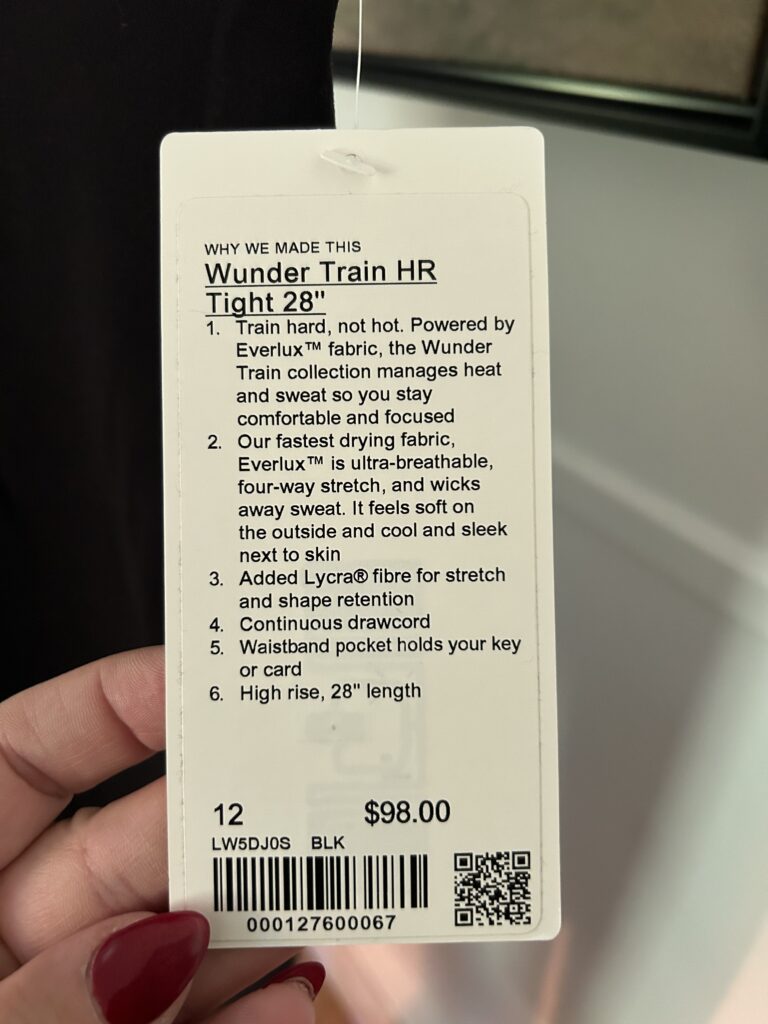 WHY WE MADE THIS
Wunder Train HR
Tight 28"
1. Train hard, not hot. Powered by
Everlux™ fabric, the Wunder
Train collection manages heat
and sweat so you stay
comfortable and focused
2. Our fastest drying fabric,
Everlux™ is ultra-breathable,
four-way stretch, and wicks
away sweat. It feels soft on
the outside and cool and sleek
next to skin
3. Added Lycra® fibre for stretch
and shape retention
4. Continuous drawcord
5. Waistband pocket holds your key
or card
6. High rise, 28" length
12 $98.00
LW5DJ0S BLK
000127600067